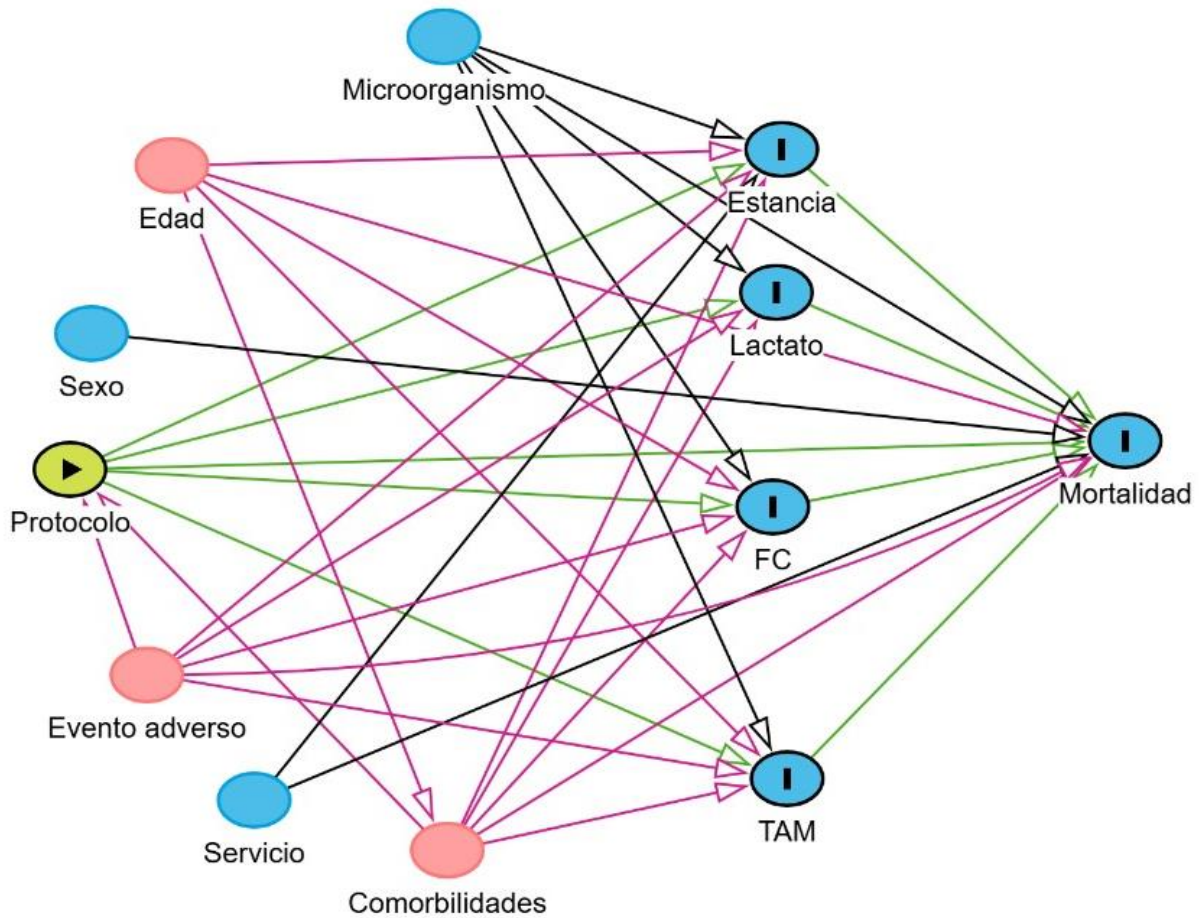 Microorganismo
Edad
Estancia
Lactato
Sexo
Protocolo
Mortalidad
FC
Evento adverso
TAM
Servicio
Comorbilidades